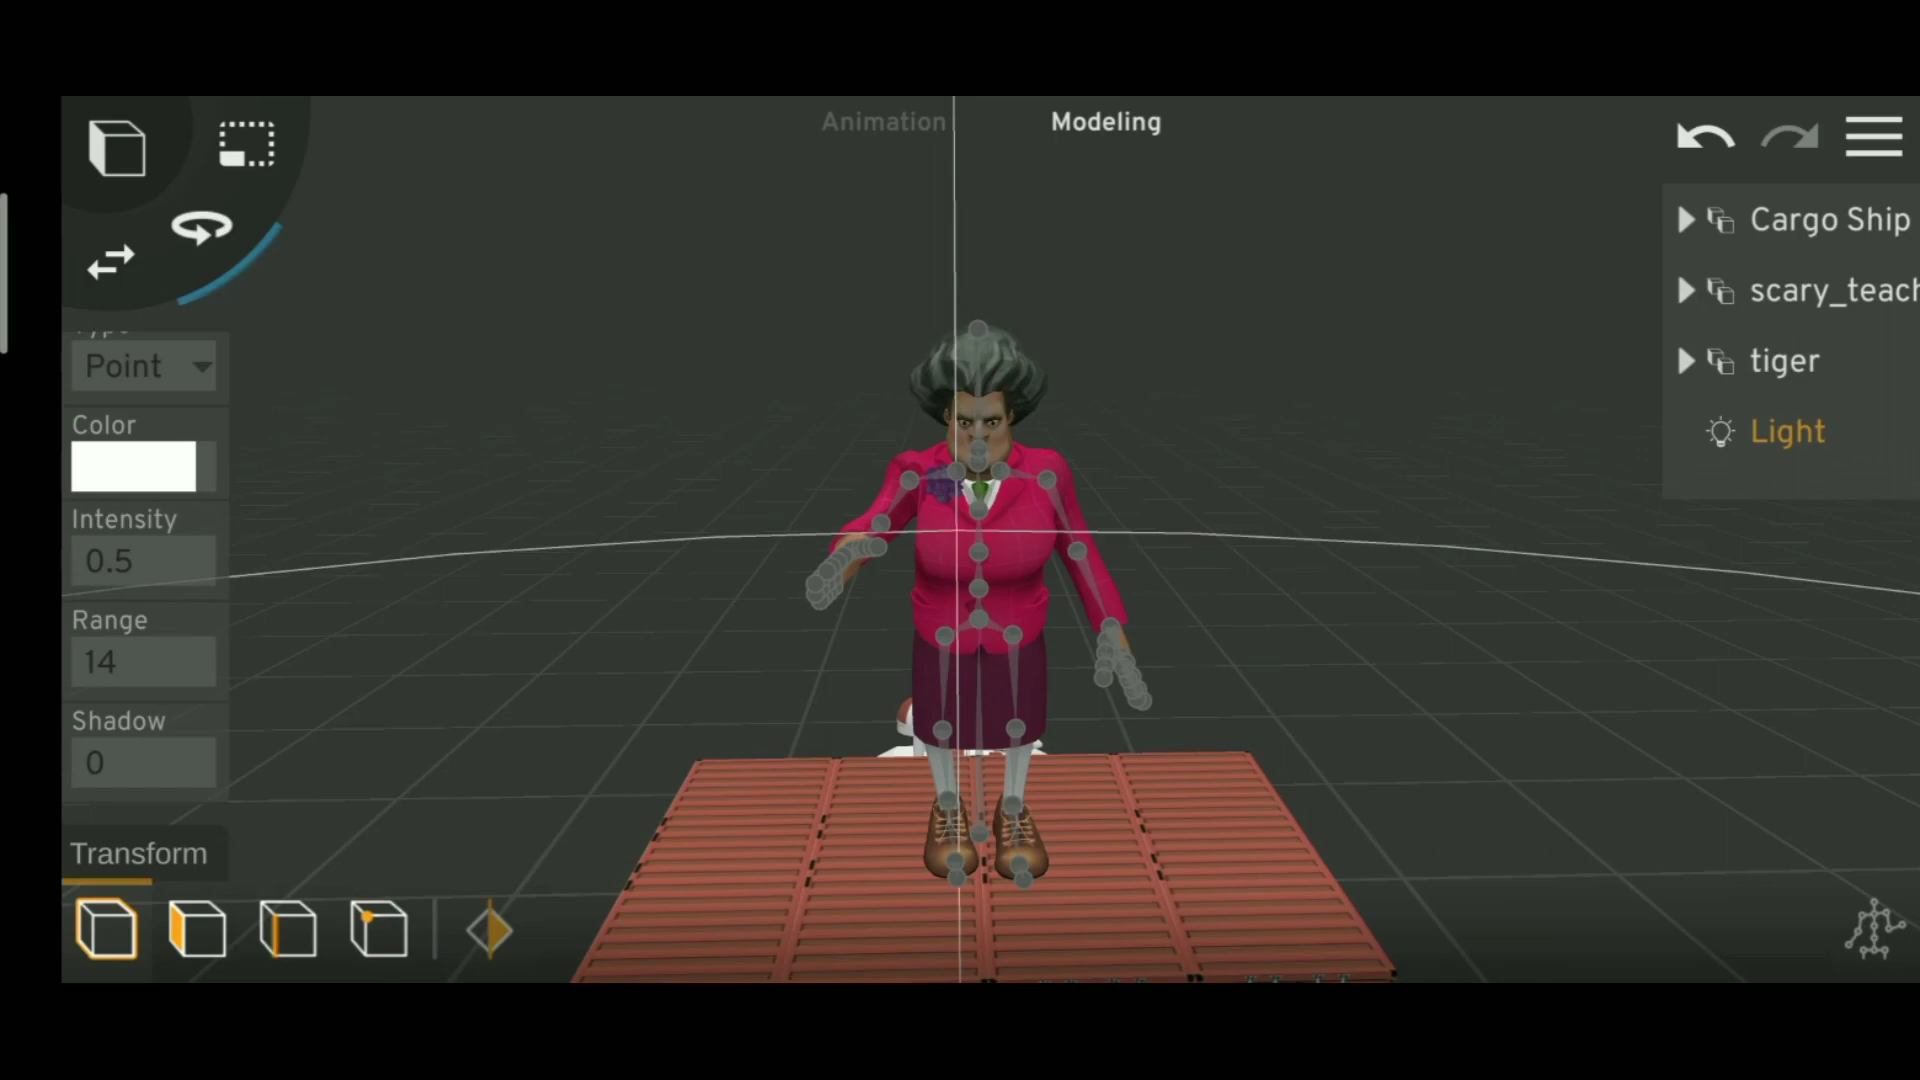 Animation
Modeling
Cargo Ship
scary_teach
tiger
Light
Point
Color
Intensity
0.5
Range
14
Shadow
0
Transform